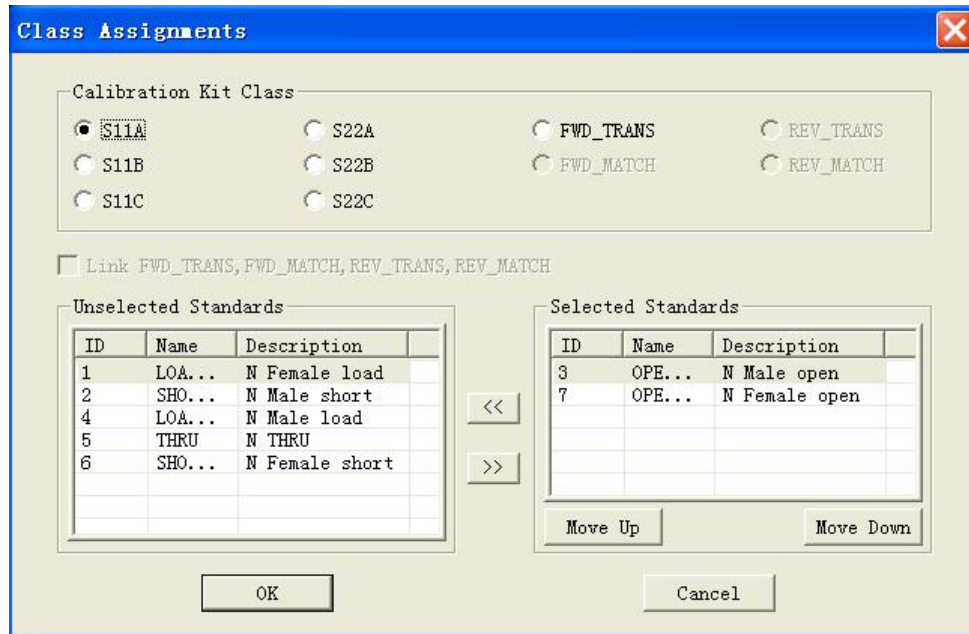 Class Assignments
Calibration Kit Class
S11A S22A FWD_TRANS REV_TRANS
S11B S22B FWD_MATCH REV_MATCH
S11C S22C
Link FWD_TRANS,FWD_MATCH,REV_TRANS,REV_MATCH
Unselected Standards
ID Name Description
1 LOA... N Female load
2 SHO... N Male short
4 LOA... N Male load
5 THRU N THRU
6 SHO... N Female short
<<
>>
Selected Standards
ID Name Description
3 OPE... N Male open
7 OPE... N Female open
Move Up Move Down
OK Cancel